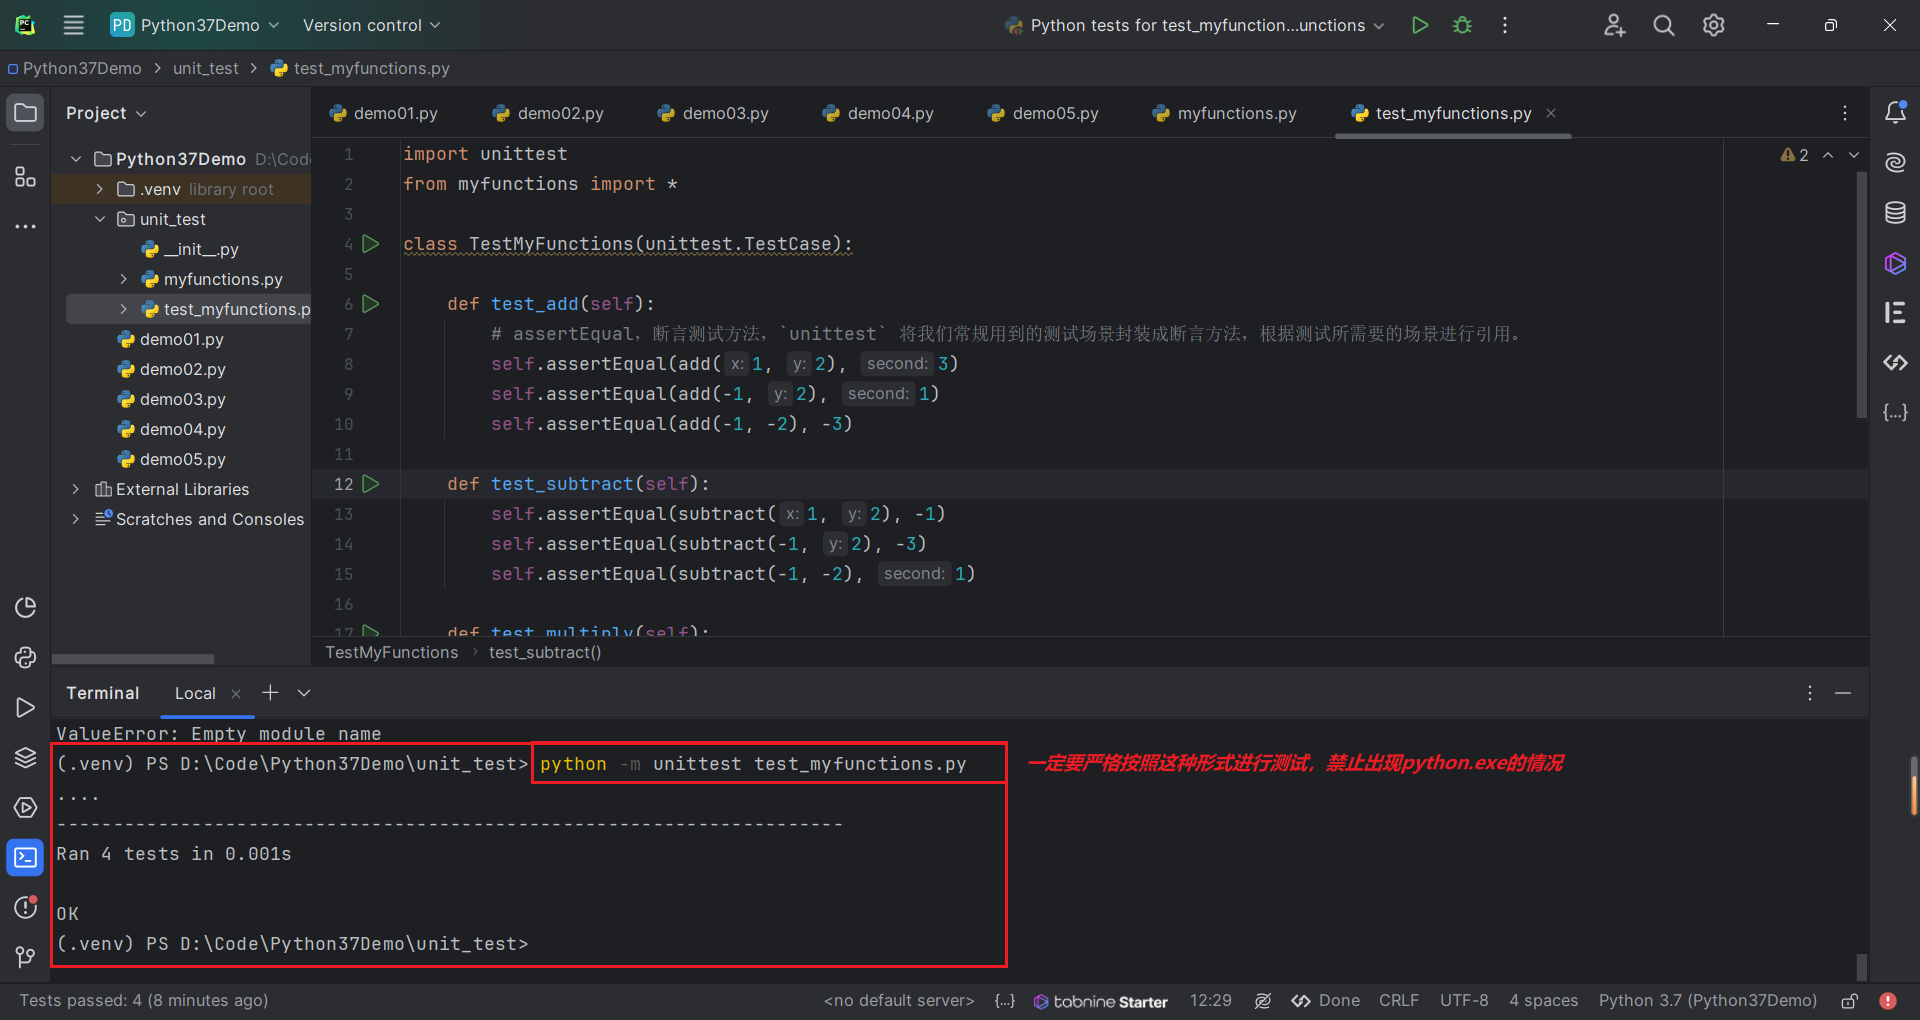 PD Python37Demo Version control Python tests for test_myfunction...unctions
Python37Demo > unit_test > test_myfunctions.py
Project demo01.py demo02.py demo03.py demo04.py demo05.py myfunctions.py test_myfunctions.py
Python37Demo D:\Cod
.venv library root
unit_test
__init__.py
myfunctions.py
test_myfunctions.p
demo01.py
demo02.py
demo03.py
demo04.py
demo05.py
External Libraries
Scratches and Consoles
2
1 import unittest
2 from myfunctions import *
3
4 class TestMyFunctions(unittest.TestCase):
5
6 def test_add(self):
7 # assertEqual，断言测试方法，`unittest` 将我们常规用到的测试场景封装成断言方法，根据测试所需要的场景进行引用。
8 self.assertEqual(add( x: 1, y: 2), second: 3)
9 self.assertEqual(add(-1, y: 2), second: 1)
10 self.assertEqual(add(-1, -2), -3)
11
12 def test_subtract(self):
13 self.assertEqual(subtract( x: 1, y: 2), -1)
14 self.assertEqual(subtract(-1, y: 2), -3)
15 self.assertEqual(subtract(-1, -2), second: 1)
16
17 def test_multiply(self):
TestMyFunctions > test_subtract()
Terminal Local
ValueError: Empty module name
(.venv) PS D:\Code\Python37Demo\unit_test> python -m unittest test_myfunctions.py
一定要严格按照这种形式进行测试，禁止出现python.exe的情况
....
----------------------------------------------------------------------
Ran 4 tests in 0.001s
OK
(.venv) PS D:\Code\Python37Demo\unit_test>
Tests passed: 4 (8 minutes ago) <no default server> {...} tabnine Starter 12:29 Done CRLF UTF-8 4 spaces Python 3.7 (Python37Demo)